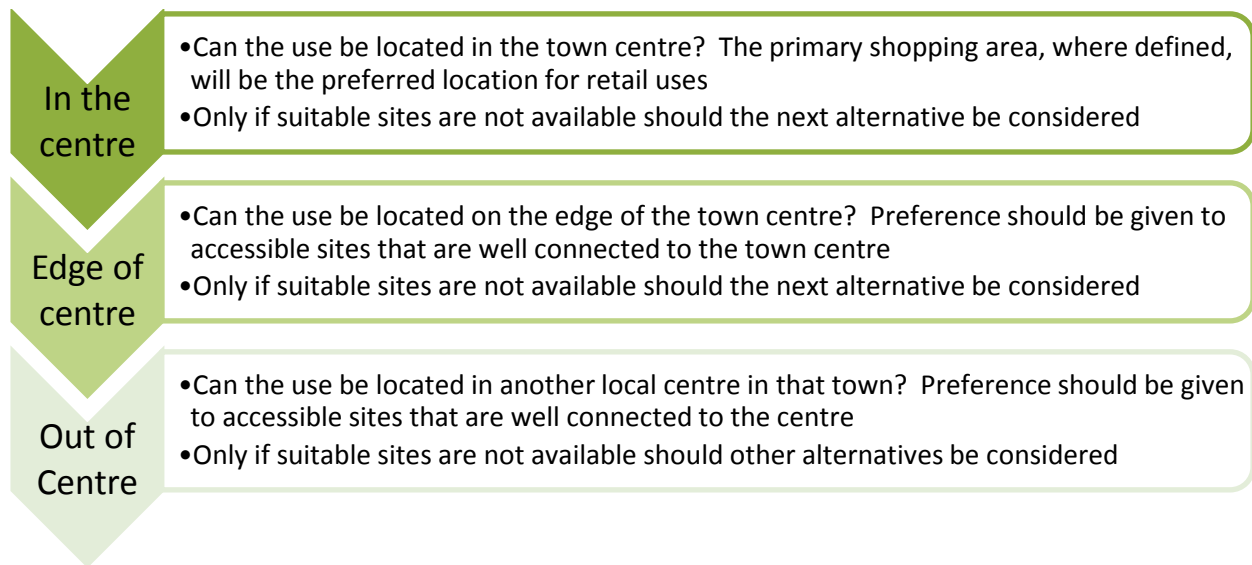 In the
centre
•Can the use be located in the town centre?  The primary shopping area, where defined,
will be the preferred location for retail uses
•Only if suitable sites are not available should the next alternative be considered
Edge of
centre
•Can the use be located on the edge of the town centre?  Preference should be given to
accessible sites that are well connected to the town centre
•Only if suitable sites are not available should the next alternative be considered
Out of
Centre
•Can the use be located in another local centre in that town?  Preference should be given
to accessible sites that are well connected to the centre
•Only if suitable sites are not available should other alternatives be considered